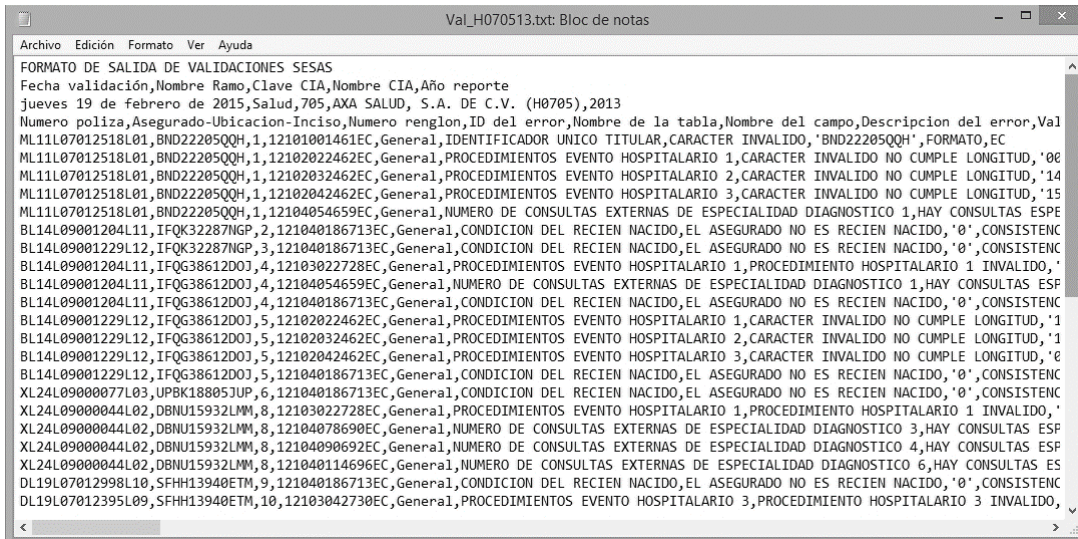 Val_H070513.txt: Bloc de notas
Archivo Edición Formato Ver Ayuda
FORMATO DE SALIDA DE VALIDACIONES SESAS
Fecha validación,Nombre Ramo,Clave CIA,Nombre CIA,Año reporte
jueves 19 de febrero de 2015,Salud,705,AXA SALUD, S.A. DE C.V. (H0705),2013
Numero poliza,Asegurado-Ubicacion-Inciso,Numero renglon,ID del error,Nombre de la tabla,Nombre del campo,Descripcion del error,Val
ML11L07012518L01,BND22205QQH,1,12101001461EC,General,IDENTIFICADOR UNICO TITULAR,CARACTER INVALIDO,'BND22205QQH',FORMATO,EC
ML11L07012518L01,BND22205QQH,1,12102022462EC,General,PROCEDIMIENTOS EVENTO HOSPITALARIO 1,CARACTER INVALIDO NO CUMPLE LONGITUD,'00
ML11L07012518L01,BND22205QQH,1,12102032462EC,General,PROCEDIMIENTOS EVENTO HOSPITALARIO 2,CARACTER INVALIDO NO CUMPLE LONGITUD,'14
ML11L07012518L01,BND22205QQH,1,12102042462EC,General,PROCEDIMIENTOS EVENTO HOSPITALARIO 3,CARACTER INVALIDO NO CUMPLE LONGITUD,'15
ML11L07012518L01,BND22205QQH,1,12104054659EC,General,NUMERO DE CONSULTAS EXTERNAS DE ESPECIALIDAD DIAGNOSTICO 1,HAY CONSULTAS ESPE
BL14L09001204L11,IFQK32287NGP,2,121040186713EC,General,CONDICION DEL RECIEN NACIDO,EL ASEGURADO NO ES RECIEN NACIDO,'0',CONSISTENC
BL14L09001204L11,IFQK32287NGP,3,121040186713EC,General,CONDICION DEL RECIEN NACIDO,EL ASEGURADO NO ES RECIEN NACIDO,'0',CONSISTENC
BL14L09001204L11,IFQG38612DOJ,4,12103022728EC,General,PROCEDIMIENTOS EVENTO HOSPITALARIO 1,PROCEDIMIENTO HOSPITALARIO 1 INVALIDO,'
BL14L09001204L11,IFQG38612DOJ,4,12104054659EC,General,NUMERO DE CONSULTAS EXTERNAS DE ESPECIALIDAD DIAGNOSTICO 1,HAY CONSULTAS ESP
BL14L09001204L11,IFQG38612DOJ,4,121040186713EC,General,CONDICION DEL RECIEN NACIDO,EL ASEGURADO NO ES RECIEN NACIDO,'0',CONSISTENC
BL14L09001229L12,IFQG38612DOJ,5,12102022462EC,General,PROCEDIMIENTOS EVENTO HOSPITALARIO 1,CARACTER INVALIDO NO CUMPLE LONGITUD,'1
BL14L09001229L12,IFQG38612DOJ,5,12102032462EC,General,PROCEDIMIENTOS EVENTO HOSPITALARIO 2,CARACTER INVALIDO NO CUMPLE LONGITUD,'1
BL14L09001229L12,IFQG38612DOJ,5,12102042462EC,General,PROCEDIMIENTOS EVENTO HOSPITALARIO 3,CARACTER INVALIDO NO CUMPLE LONGITUD,'0
BL14L09001229L12,IFQG38612DOJ,5,121040186713EC,General,CONDICION DEL RECIEN NACIDO,EL ASEGURADO NO ES RECIEN NACIDO,'0',CONSISTENC
XL24L09000077L03,UPBK18805JUP,6,121040186713EC,General,CONDICION DEL RECIEN NACIDO,EL ASEGURADO NO ES RECIEN NACIDO,'0',CONSISTENC
XL24L09000044L02,DBNU15932LMM,8,12103022728EC,General,PROCEDIMIENTOS EVENTO HOSPITALARIO 1,PROCEDIMIENTO HOSPITALARIO 1 INVALIDO,'
XL24L09000044L02,DBNU15932LMM,8,12104078690EC,General,NUMERO DE CONSULTAS EXTERNAS DE ESPECIALIDAD DIAGNOSTICO 3,HAY CONSULTAS ESP
XL24L09000044L02,DBNU15932LMM,8,12104090692EC,General,NUMERO DE CONSULTAS EXTERNAS DE ESPECIALIDAD DIAGNOSTICO 4,HAY CONSULTAS ESP
XL24L09000044L02,DBNU15932LMM,8,121040114696EC,General,NUMERO DE CONSULTAS EXTERNAS DE ESPECIALIDAD DIAGNOSTICO 6,HAY CONSULTAS ES
DL19L07012998L10,SFHH13940ETM,9,121040186713EC,General,CONDICION DEL RECIEN NACIDO,EL ASEGURADO NO ES RECIEN NACIDO,'0',CONSISTENC
DL19L07012395L09,SFHH13940ETM,10,12103042730EC,General,PROCEDIMIENTOS EVENTO HOSPITALARIO 3,PROCEDIMIENTO HOSPITALARIO 3 INVALIDO,